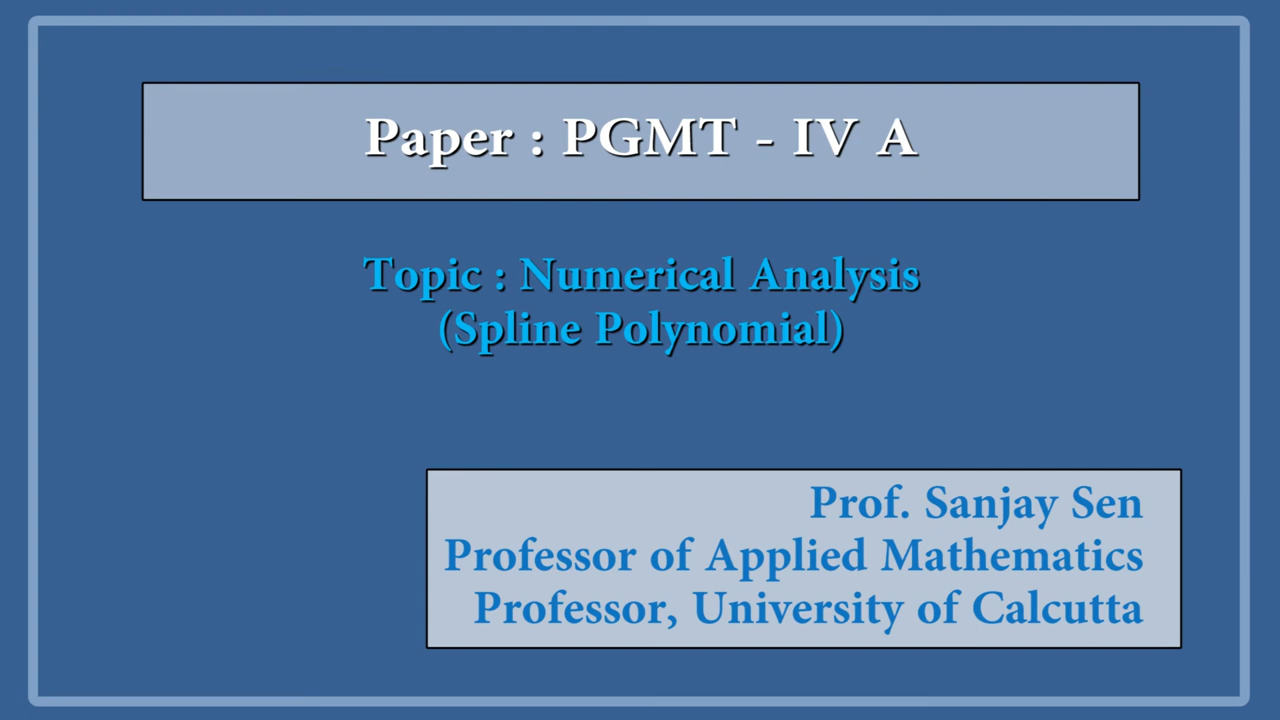 Paper : PGMT - IV A
Topic : Numerical Analysis
(Spline Polynomial)
Prof. Sanjay Sen
Professor of Applied Mathematics
Professor, University of Calcutta